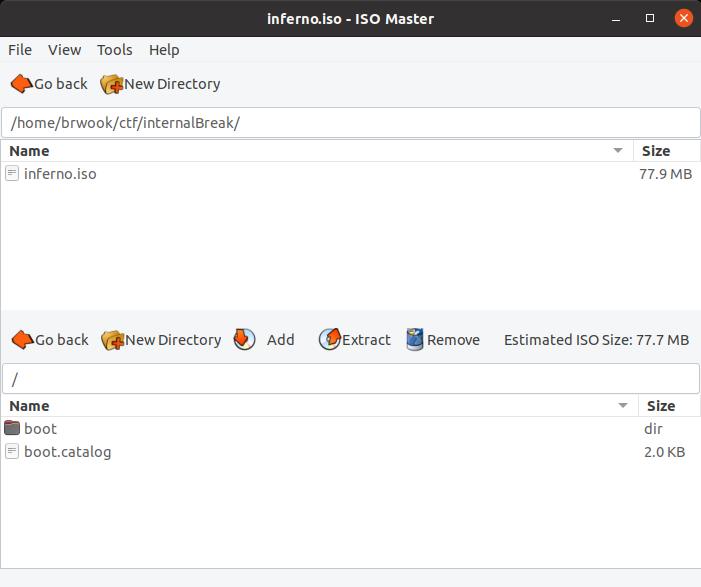 inferno.iso - ISO Master
File View Tools Help
Go back New Directory
/home/brwook/ctf/internalBreak/
Name Size
inferno.iso 77.9 MB
Go back New Directory Add Extract Remove Estimated ISO Size: 77.7 MB
/
Name Size
boot dir
boot.catalog 2.0 KB